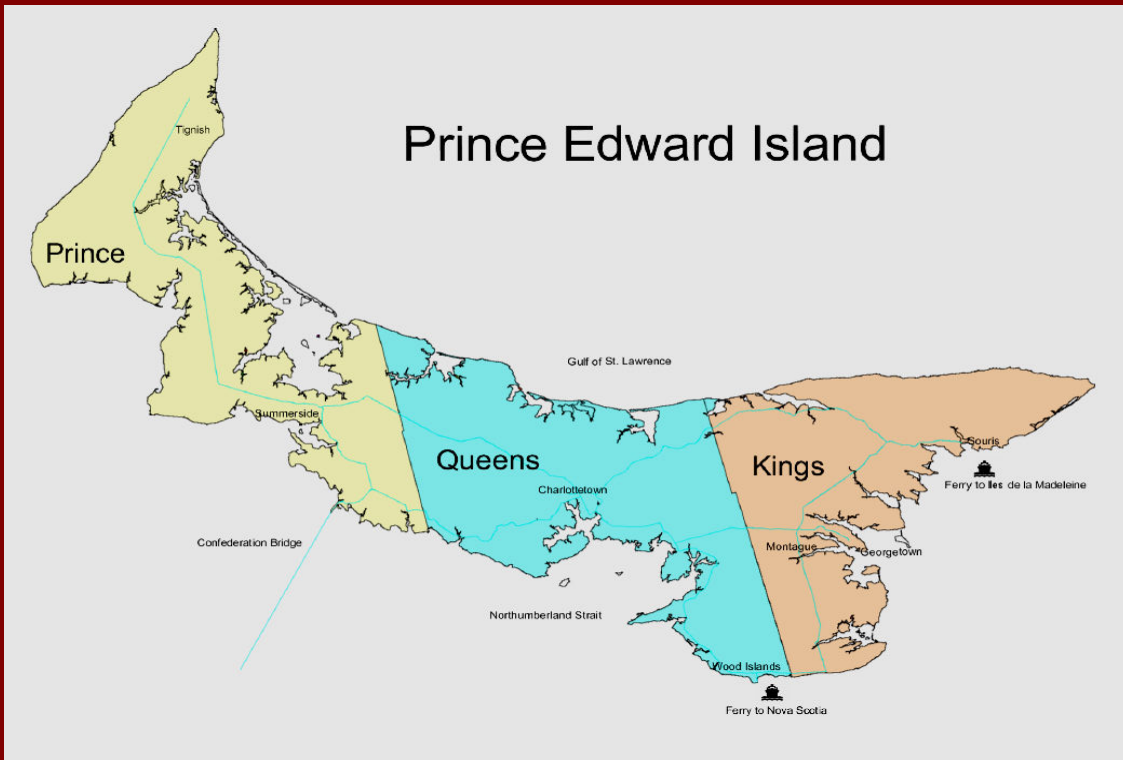 Prince Edward Island
Tignish
Prince
Gulf of St. Lawrence
Summerside
Queens
Kings
Souris
Charlottetown
Ferry to Iles de la Madeleine
Confederation Bridge
Montague
Georgetown
Northumberland Strait
Wood Islands
Ferry to Nova Scotia